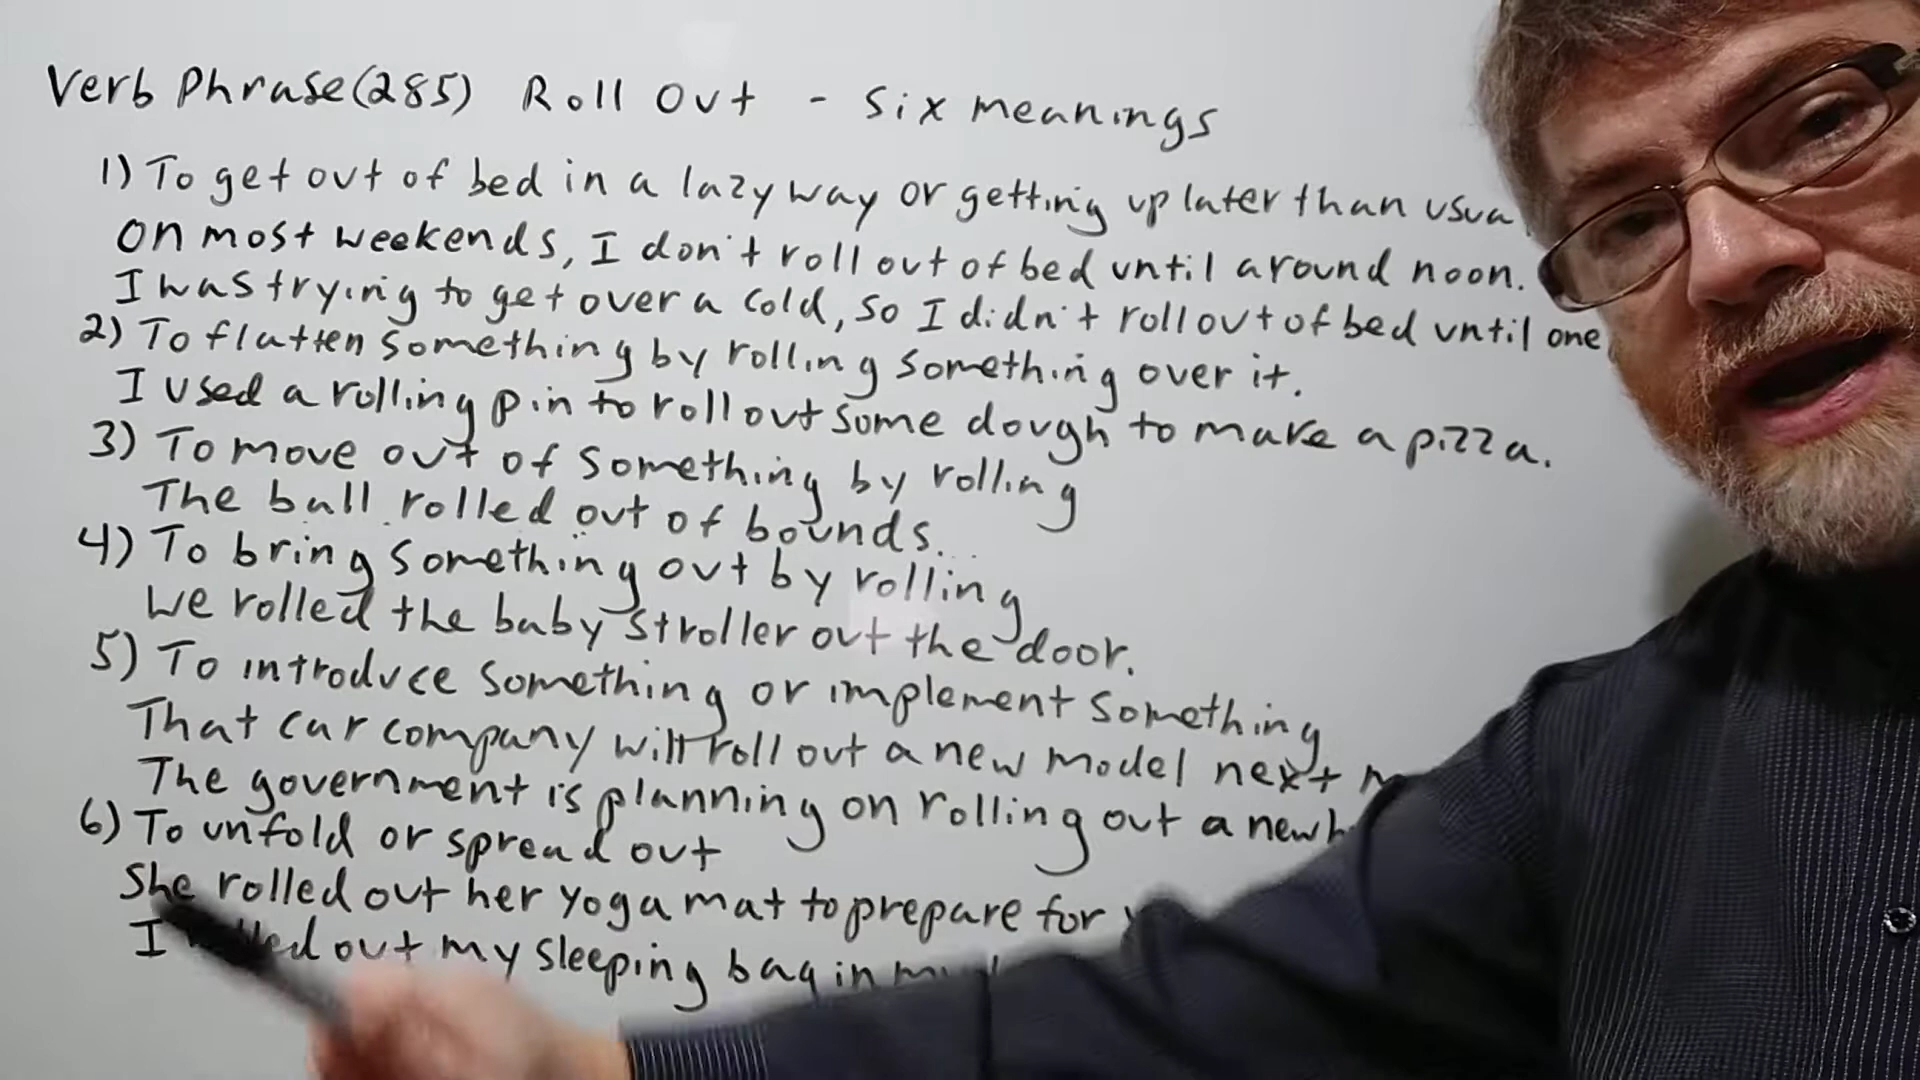 Verb Phrase (285) Roll Out - Six meanings
1) To get out of bed in a lazy way or getting up later than
On most weekends, I don't roll out of bed until around noon.
I was trying to get over a cold, so I didn't roll out of bed until one
2) To flatten something by rolling something over it.
I used a rolling pin to roll out some dough to make a pizza.
3) To move out of something by rolling
The ball rolled out of bounds.
4) To bring something out by rolling
We rolled the baby stroller out the door.
5) To introduce something or implement something
That car company will roll out a new model next
The government is planning on rolling out a new
6) To unfold or spread out
She rolled out her yoga mat to prepare for
I out my sleeping bag in